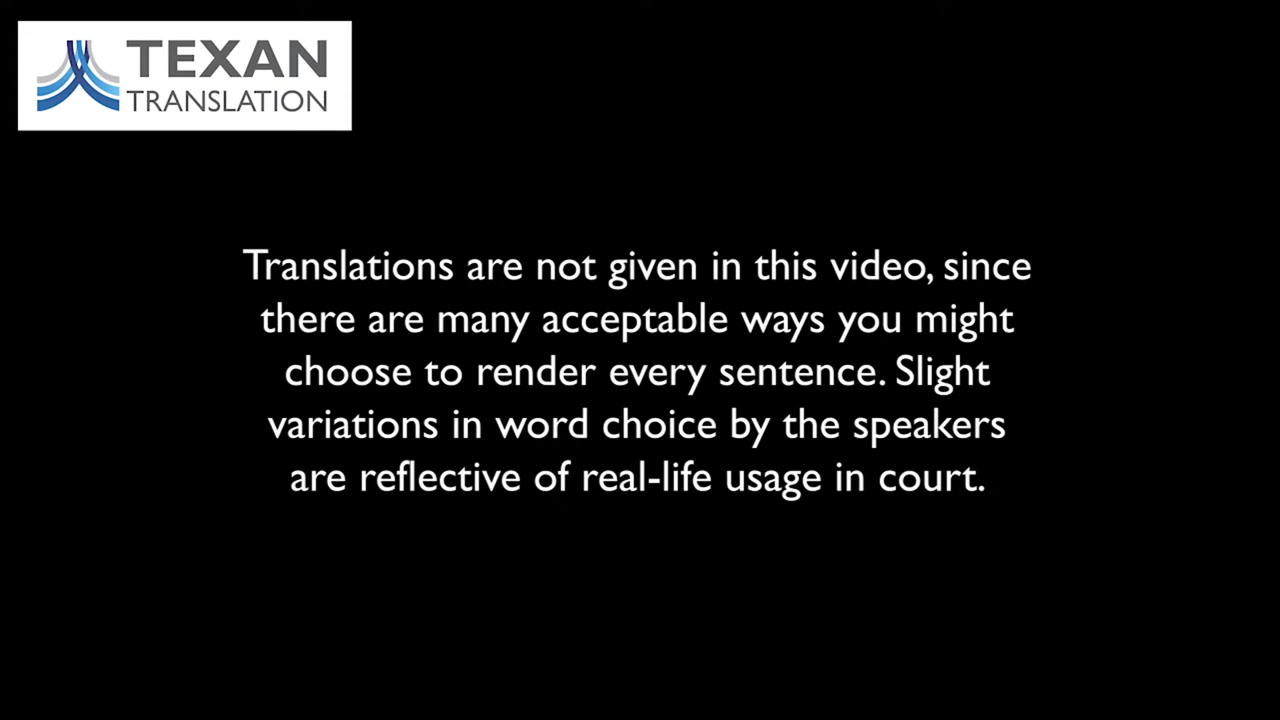 TEXAN
TRANSLATION
Translations are not given in this video, since
there are many acceptable ways you might
choose to render every sentence. Slight
variations in word choice by the speakers
are reflective of real-life usage in court.